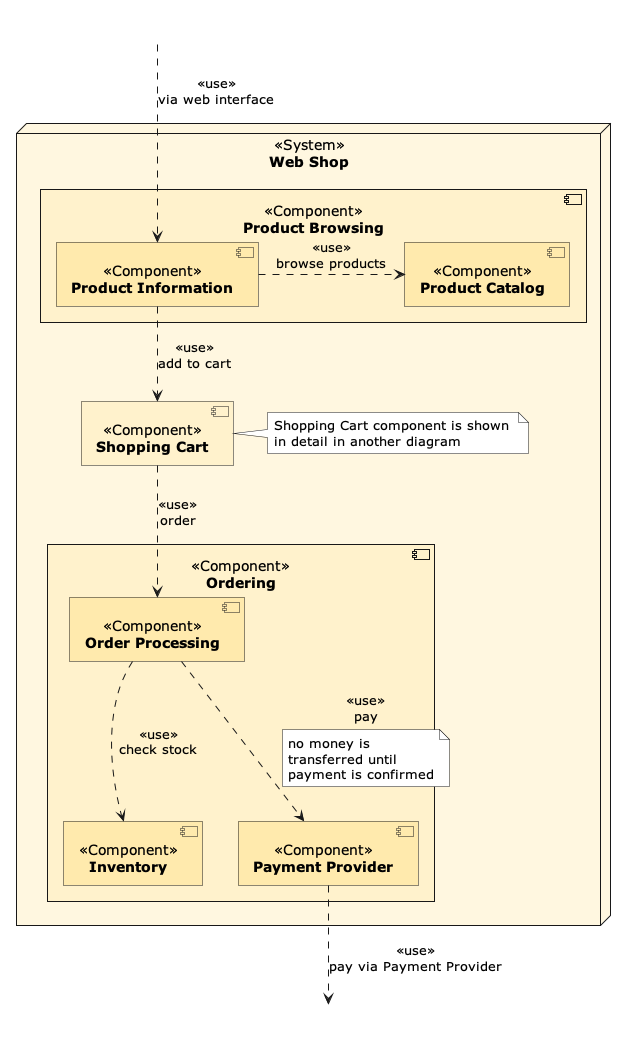 «use»
via web interface
«System»
Web Shop
«Component»
Product Browsing
«Component»
Product Information
«use»
browse products
«Component»
Product Catalog
«use»
add to cart
«Component»
Shopping Cart
Shopping Cart component is shown
in detail in another diagram
«use»
order
«Component»
Ordering
«Component»
Order Processing
«use»
check stock
«use»
pay
no money is
transferred until
payment is confirmed
«Component»
Inventory
«Component»
Payment Provider
«use»
pay via Payment Provider